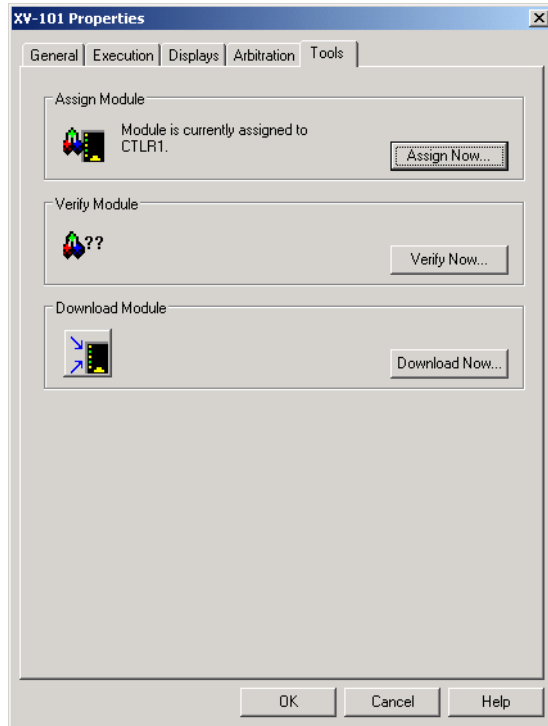 XV-101 Properties
General Execution Displays Arbitration Tools
Assign Module
Module is currently assigned to
CTLR1.
Assign Now...
Verify Module
??
Verify Now...
Download Module
Download Now...
OK Cancel Help